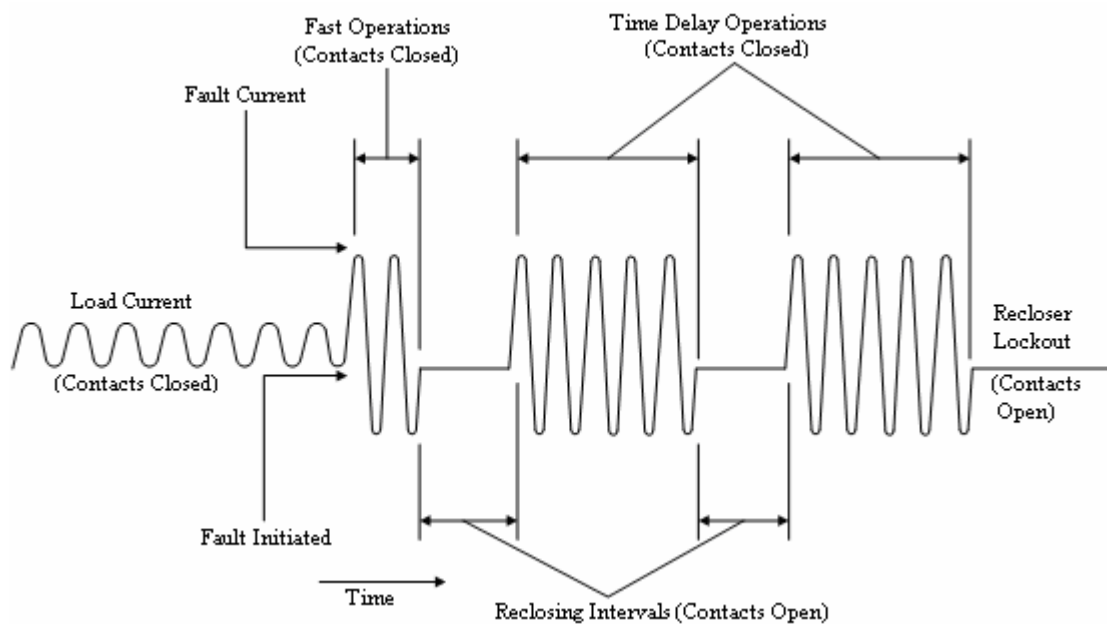 Fast Operations
(Contacts Closed)
Time Delay Operations
(Contacts Closed)
Fault Current
Load Current
(Contacts Closed)
Recloser
Lockout
(Contacts
Open)
Fault Initiated
Time
Reclosing Intervals (Contacts Open)